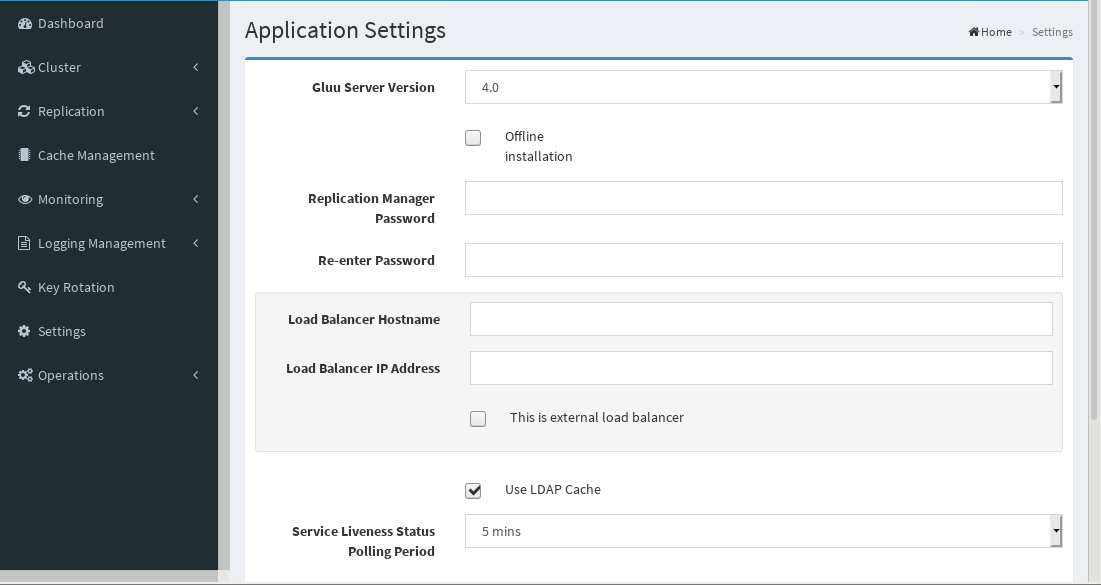 Dashboard
Cluster
Replication
Cache Management
Monitoring
Logging Management
Key Rotation
Settings
Operations
Application Settings
Home > Settings
Gluu Server Version
4.0
Offline
installation
Replication Manager
Password
Re-enter Password
Load Balancer Hostname
Load Balancer IP Address
This is external load balancer
Use LDAP Cache
Service Liveness Status
Polling Period
5 mins